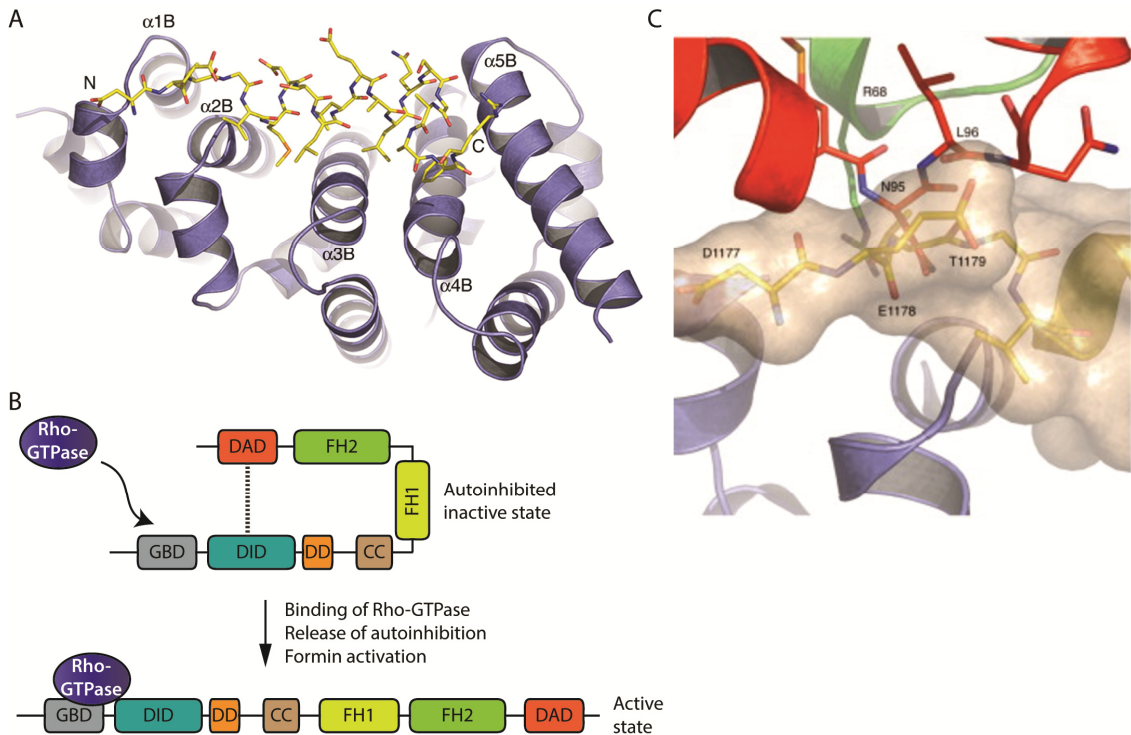 A
α1B
N
α2B
α3B
α4B
α5B
C
B
Rho-
GTPase
DAD
FH2
FH1
Autoinhibited
inactive state
GBD
DID
DD
CC
Binding of Rho-GTPase
Release of autoinhibition
Formin activation
Rho-
GTPase
GBD
DID
DD
CC
FH1
FH2
DAD
Active
state
C
R68
L96
N95
D1177
T1179
E1178